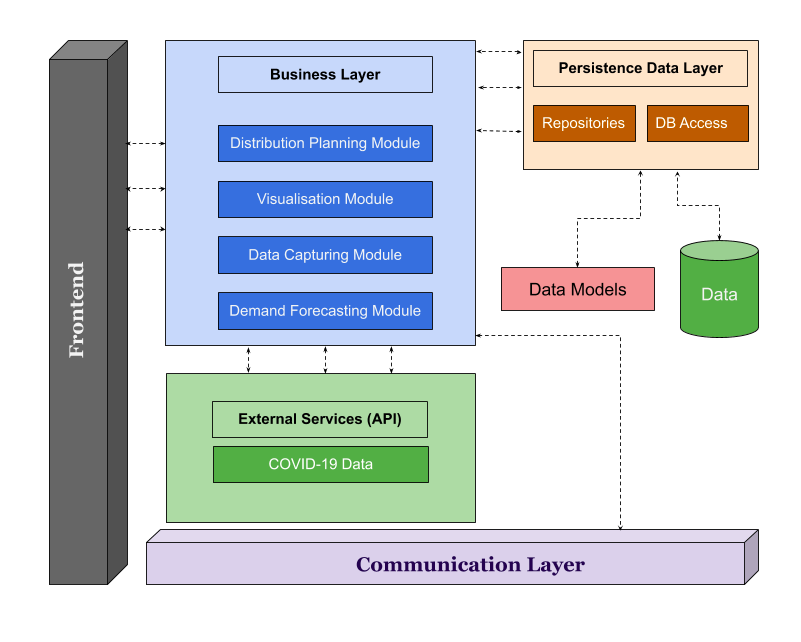 Frontend
Business Layer
Distribution Planning Module
Visualisation Module
Data Capturing Module
Demand Forecasting Module
Persistence Data Layer
Repositories
DB Access
Data Models
Data
External Services (API)
COVID-19 Data
Communication Layer